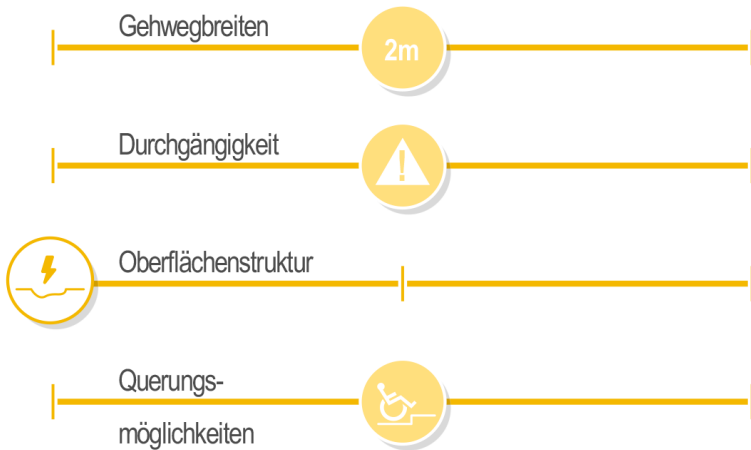 Gehwegbreiten
2m
Durchgängigkeit
Oberflächenstruktur
Querungs-
möglichkeiten